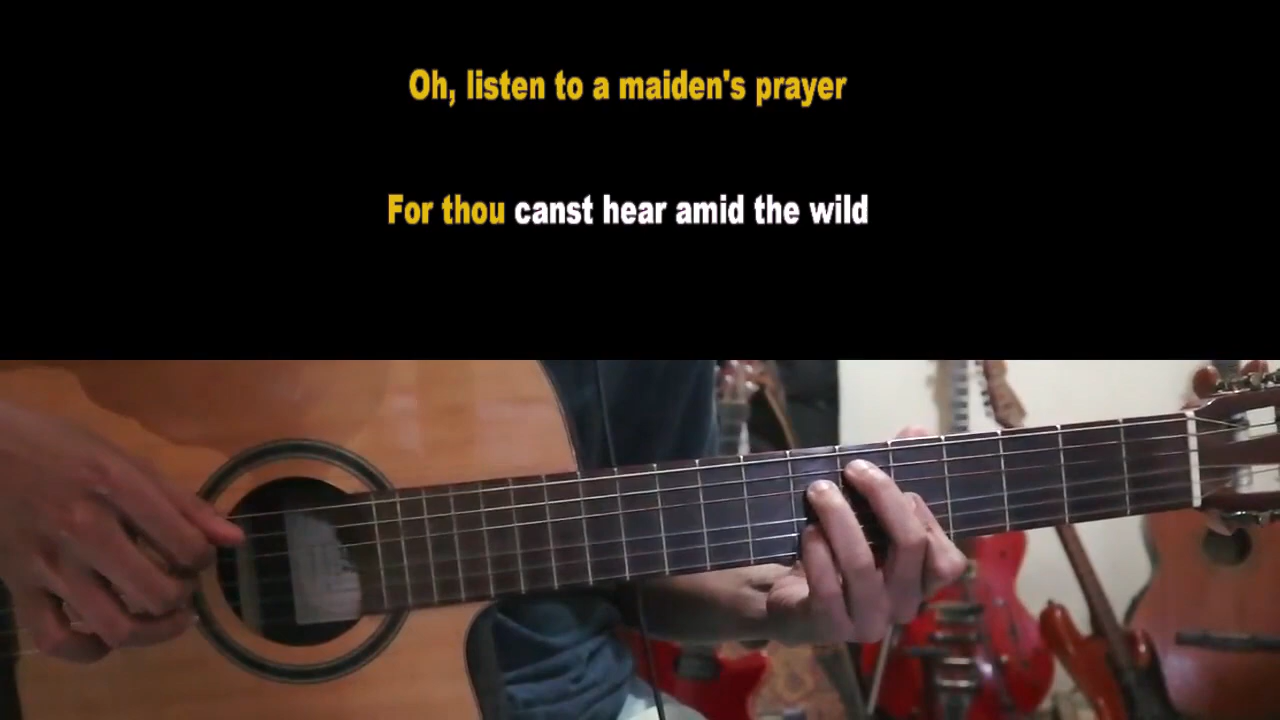 Oh, listen to a maiden's prayer
For thou canst hear amid the wild